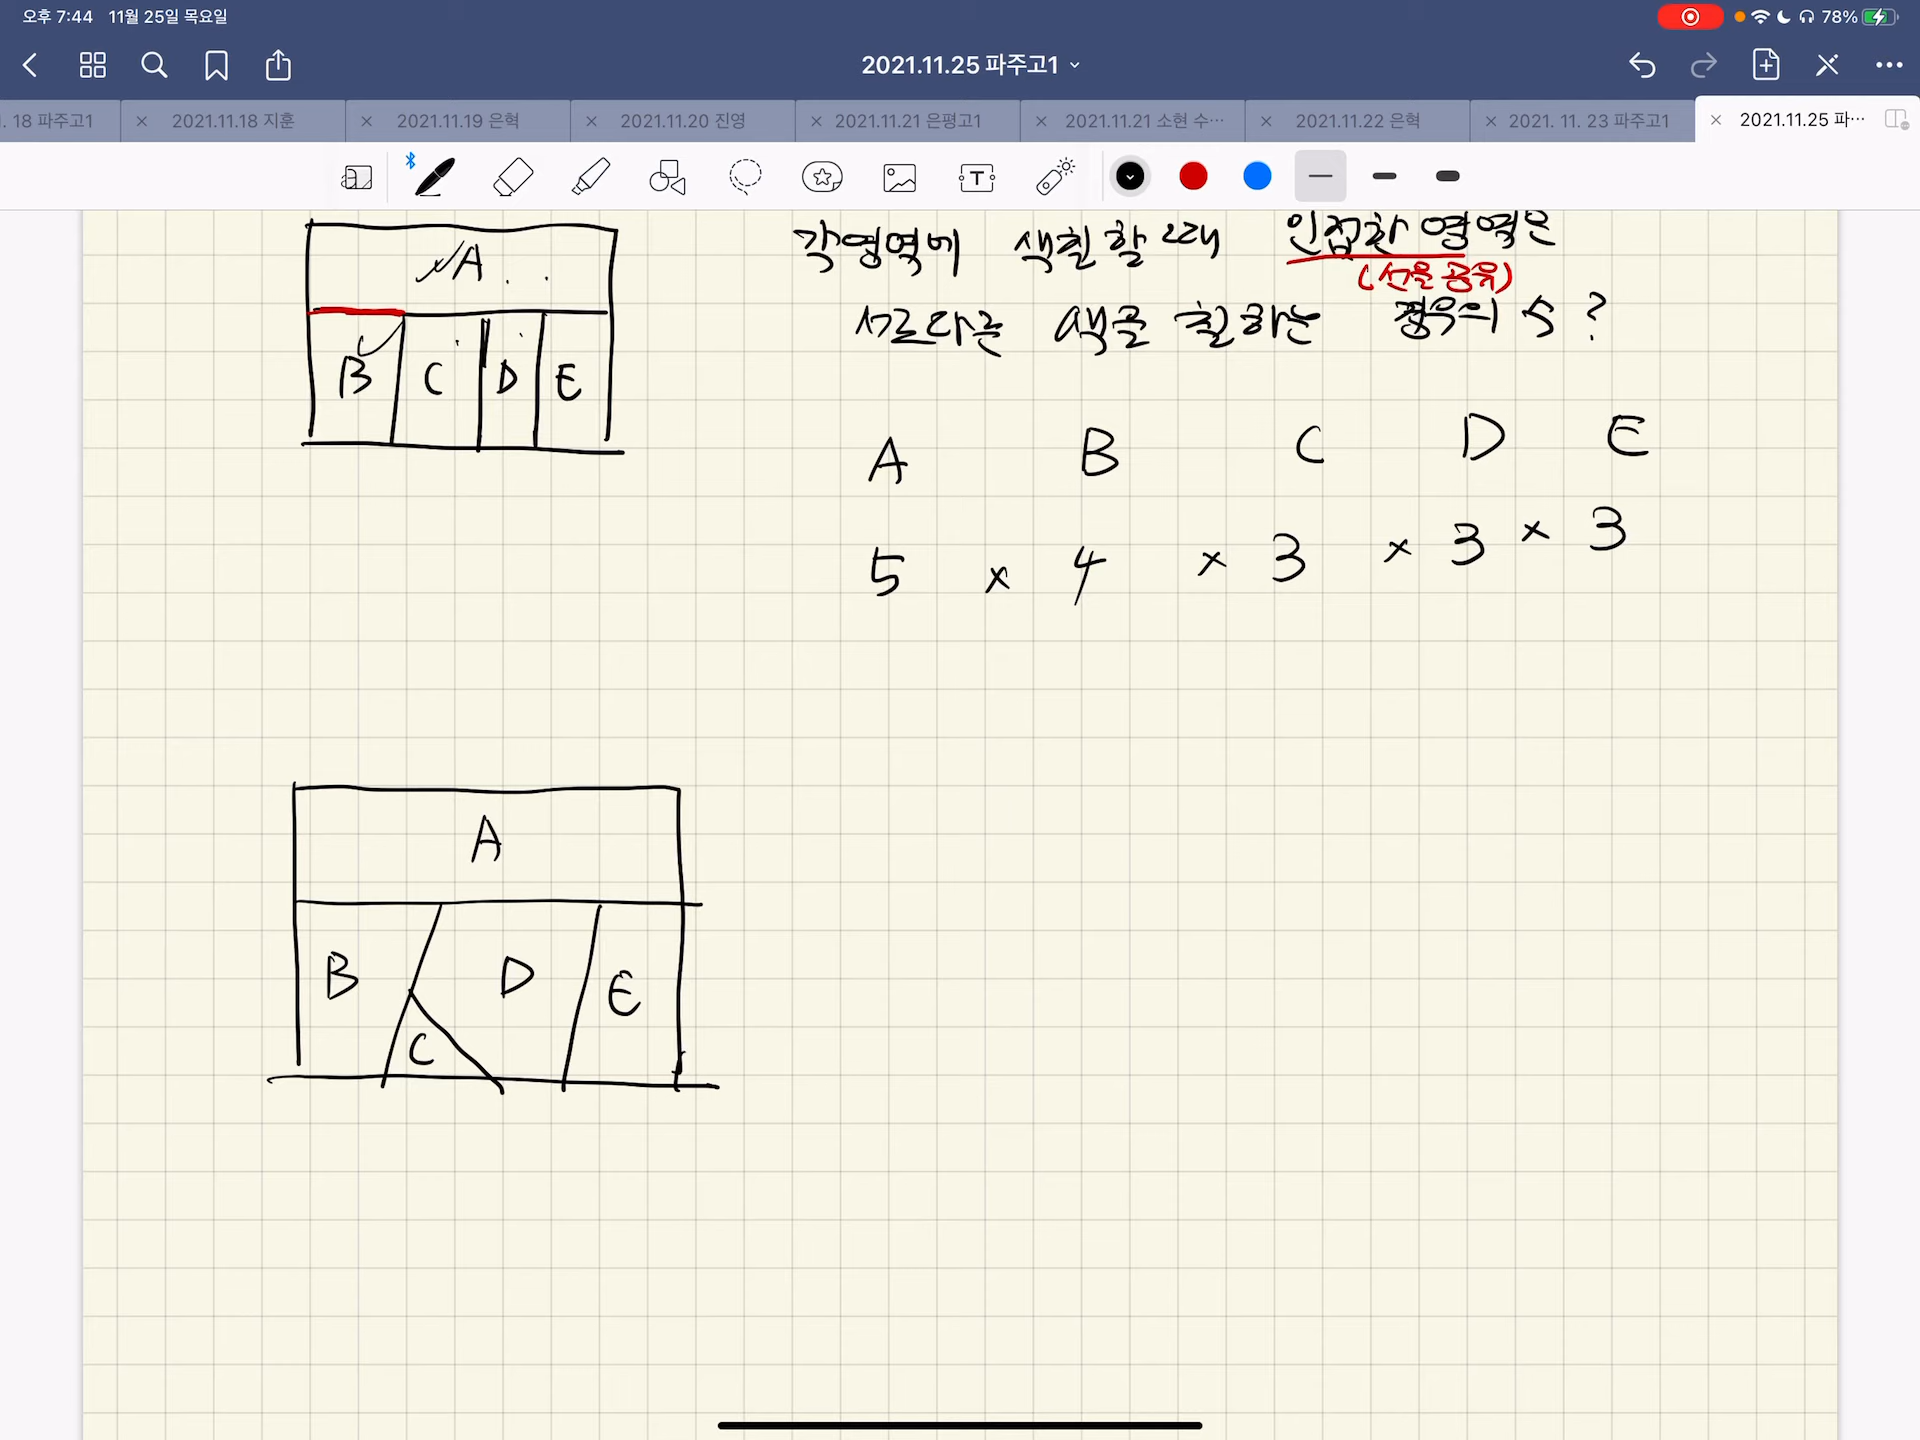 오후 7:44 11월 25일 목요일
78%
2021.11.25 파주고1
. 18 파주고1
2021.11.18 지훈
2021.11.19 은혁
2021.11.20 진영
2021.11.21 은평고1
2021.11.21 소현 수…
2021.11.22 은혁
2021. 11. 23 파주고1
2021.11.25 파…
각영역에 색칠할 때 인접한 영역은
(선을 공유)
서로다른 색을 칠하는 경우의 수 ?
A
B C D E
A B C D E
5 × 4 × 3 × 3 × 3
A
B D E
C